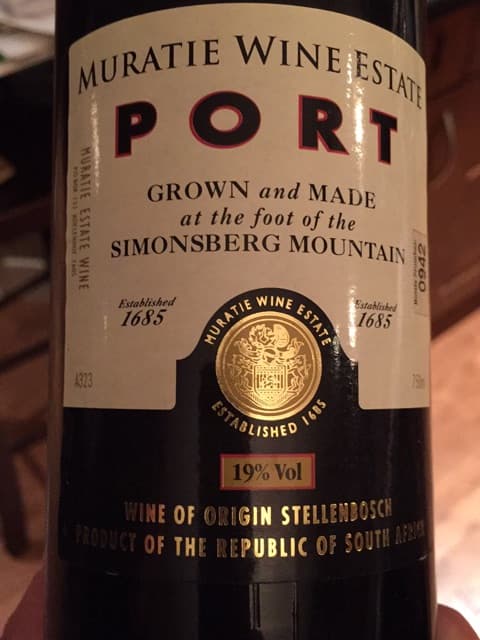 MURATIE WINE ESTATE
PORT
GROWN and MADE
at the foot of the
SIMONSBERG MOUNTAIN
MURATIE ESTATE WINE
Established
1685
Established
1685
0942
MURATIE WINE ESTATE
ESTABLISHED 1685
A323
750ml
19% Vol
WINE OF ORIGIN STELLENBOSCH
PRODUCT OF THE REPUBLIC OF SOUTH AFRICA